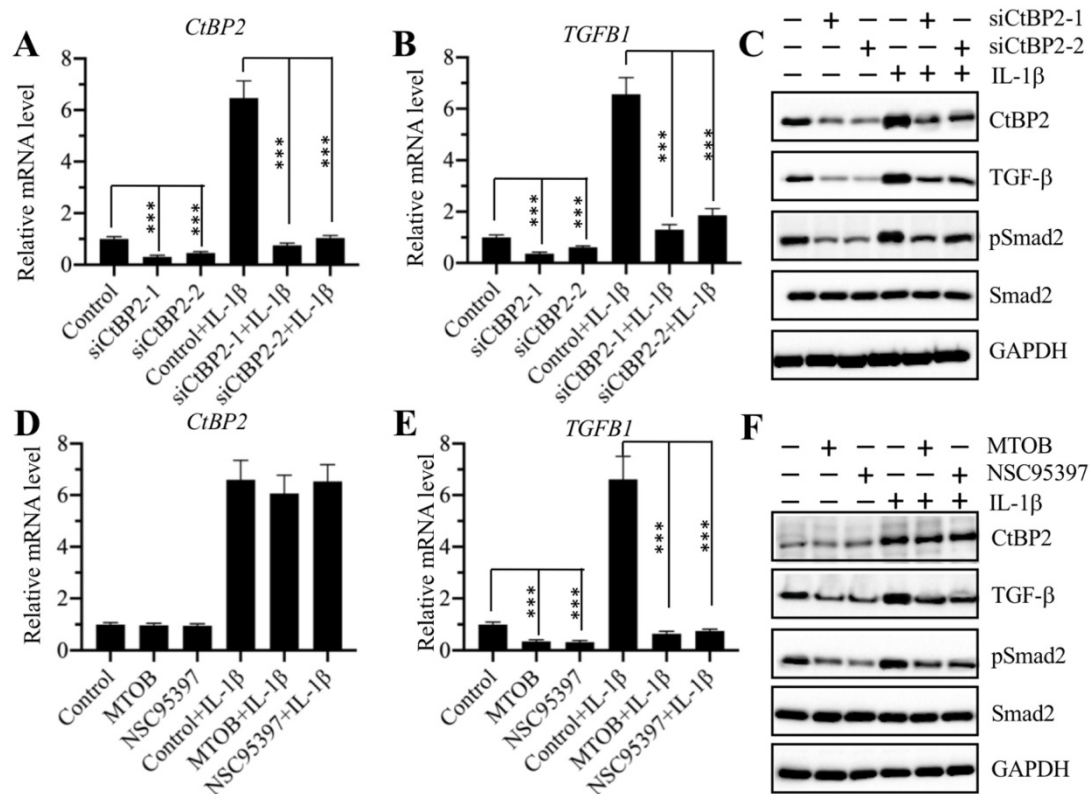 A
CtBP2
Relative mRNA level
8
6
4
2
0
***
***
***
***
Control
siCtBP2-1
siCtBP2-2
Control+IL-1β
siCtBP2-1+IL-1β
siCtBP2-2+IL-1β
B
TGFB1
Relative mRNA level
8
6
4
2
0
***
***
***
***
Control
siCtBP2-1
siCtBP2-2
Control+IL-1β
siCtBP2-1+IL-1β
siCtBP2-2+IL-1β
C
− + − − + − siCtBP2-1
− − + − − + siCtBP2-2
− − − + + + IL-1β
CtBP2
TGF-β
pSmad2
Smad2
GAPDH
D
CtBP2
Relative mRNA level
8
6
4
2
0
Control
MTOB
NSC95397
Control+IL-1β
MTOB+IL-1β
NSC95397+IL-1β
E
TGFB1
Relative mRNA level
8
6
4
2
0
***
***
***
***
Control
MTOB
NSC95397
Control+IL-1β
MTOB+IL-1β
NSC95397+IL-1β
F
− + − − + − MTOB
− − + − − + NSC95397
− − − + + + IL-1β
CtBP2
TGF-β
pSmad2
Smad2
GAPDH